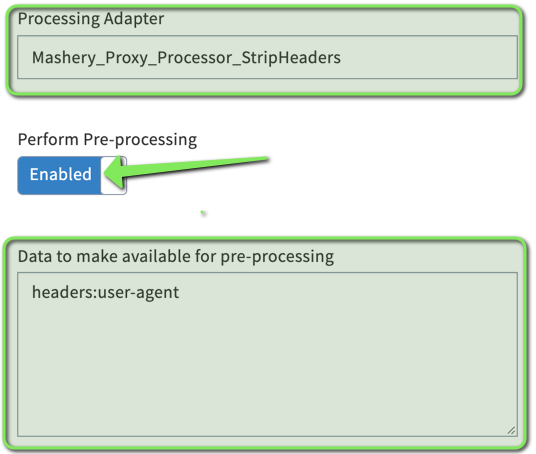 Processing Adapter
Mashery_Proxy_Processor_StripHeaders
Perform Pre-processing
Enabled
Data to make available for pre-processing
headers:user-agent